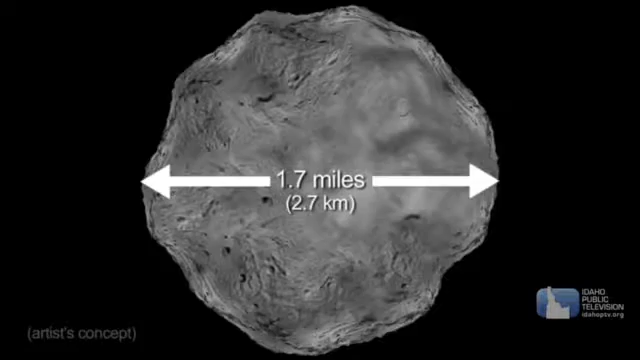 1.7 miles
(2.7 km)
IDAHO
PUBLIC
TELEVISION
idahoptv.org
(artist's concept)